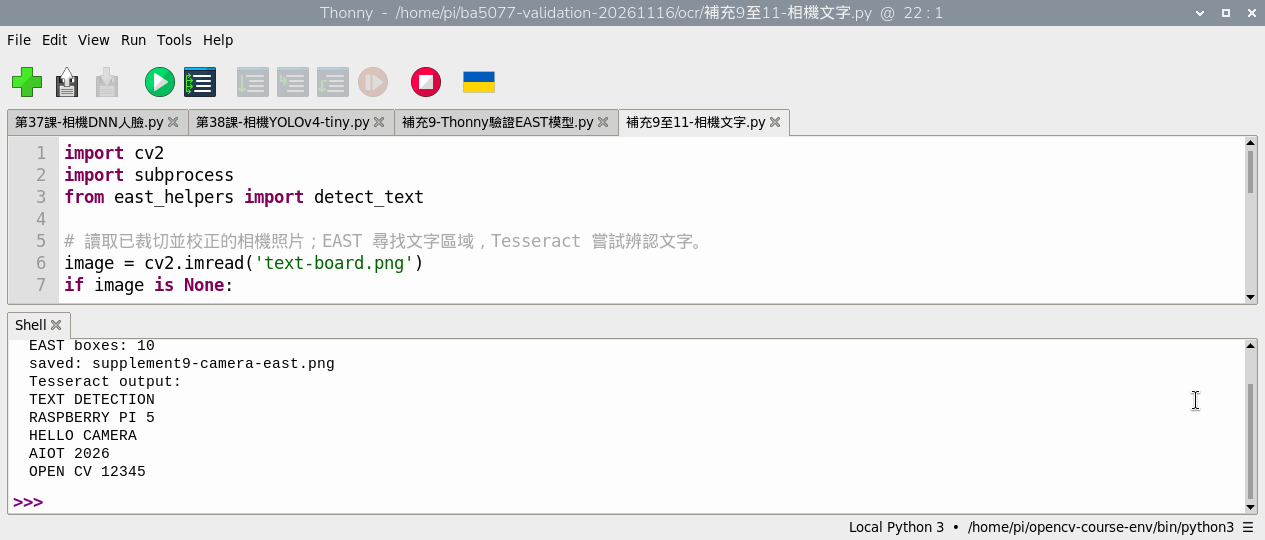 Thonny - /home/pi/ba5077-validation-20261116/ocr/補充9至11-相機文字.py @ 22 : 1
File Edit View Run Tools Help
第37課-相機DNN人臉.py 第38課-相機YOLOv4-tiny.py 補充9-Thonny驗證EAST模型.py 補充9至11-相機文字.py
1 import cv2
2 import subprocess
3 from east_helpers import detect_text
4
5 # 讀取已裁切並校正的相機照片；EAST 尋找文字區域，Tesseract 嘗試辨認文字。
6 image = cv2.imread('text-board.png')
7 if image is None:
Shell
EAST boxes: 10
saved: supplement9-camera-east.png
Tesseract output:
TEXT DETECTION
RASPBERRY PI 5
HELLO CAMERA
AIOT 2026
OPEN CV 12345
>>>
Local Python 3 • /home/pi/opencv-course-env/bin/python3 ☰